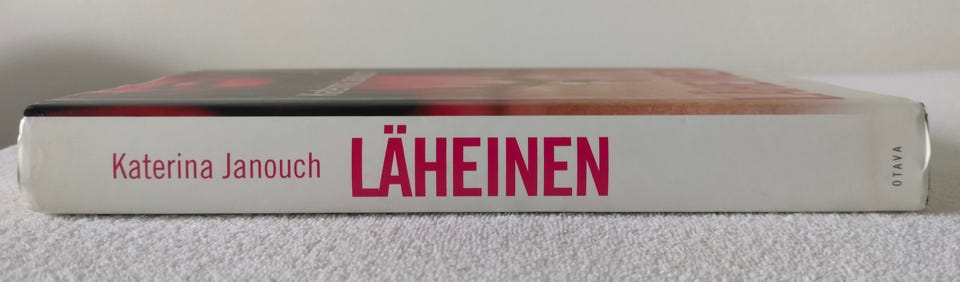 Katerina Janouch
LÄHEINEN
OTAVA